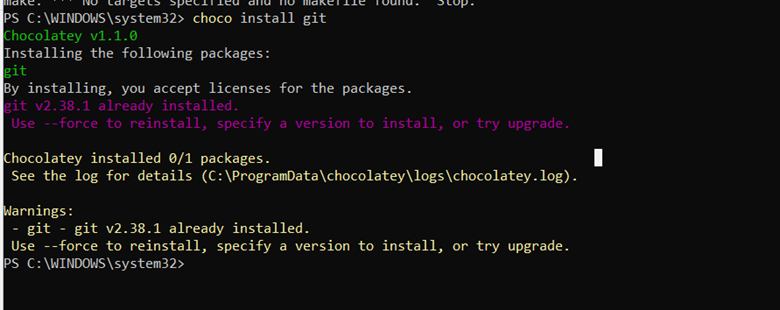 make: *** No targets specified and no makefile found.  Stop.
PS C:\WINDOWS\system32> choco install git
Chocolatey v1.1.0
Installing the following packages:
git
By installing, you accept licenses for the packages.
git v2.38.1 already installed.
 Use --force to reinstall, specify a version to install, or try upgrade.
Chocolatey installed 0/1 packages.
 See the log for details (C:\ProgramData\chocolatey\logs\chocolatey.log).
Warnings:
 - git - git v2.38.1 already installed.
 Use --force to reinstall, specify a version to install, or try upgrade.
PS C:\WINDOWS\system32>